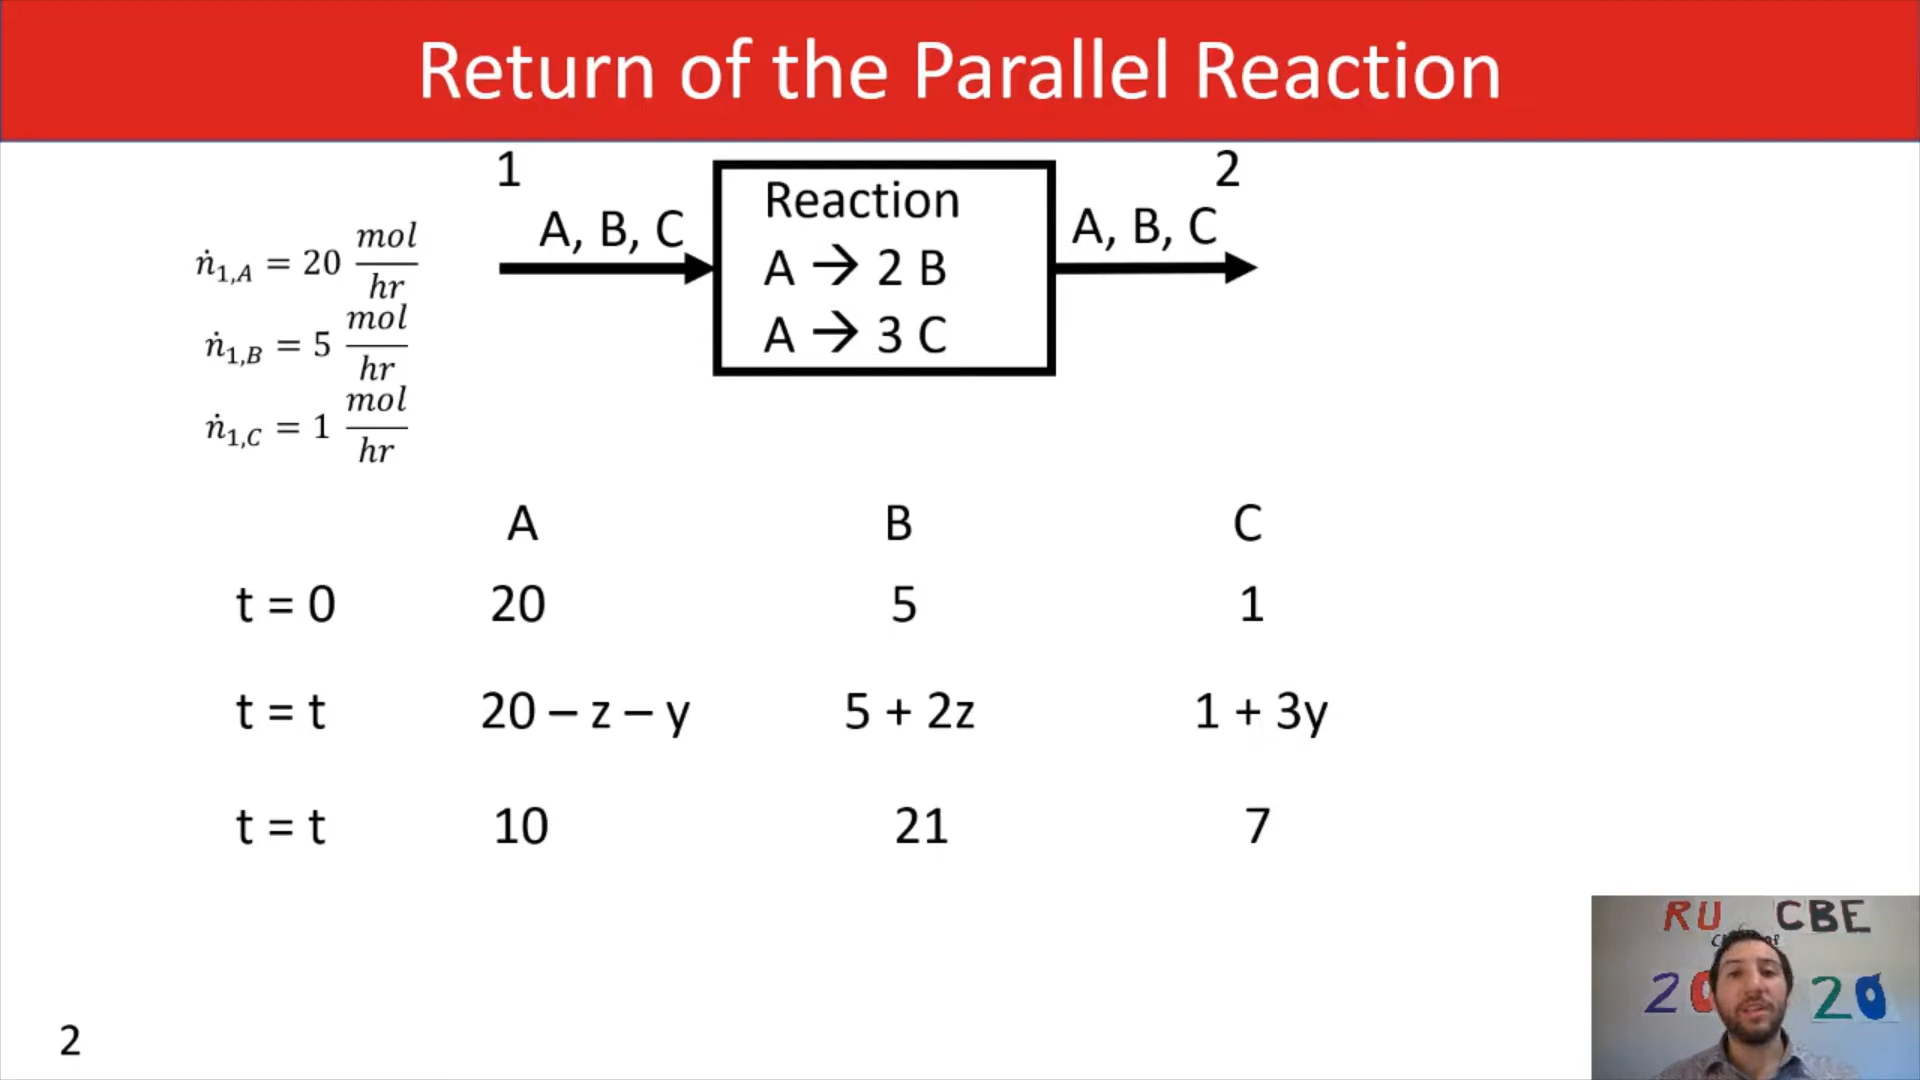 Return of the Parallel Reaction
1
2
A, B, C
Reaction
A, B, C
A → 2 B
A → 3 C
ṅ₁,A = 20 mol/hr
ṅ₁,B = 5 mol/hr
ṅ₁,C = 1 mol/hr
A B C
t = 0 20 5 1
t = t 20 – z – y 5 + 2z 1 + 3y
t = t 10 21 7
RU CBE
20 20
2